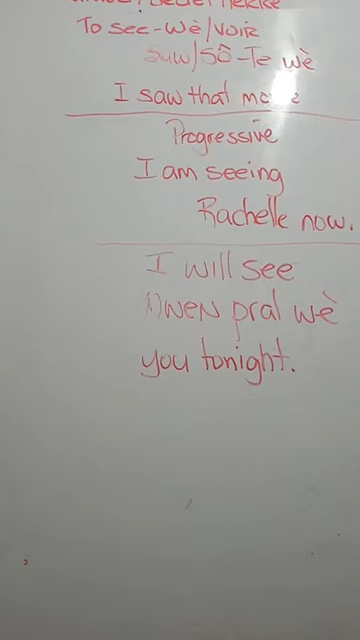 To see-wè/voir
Saw/Sô-Te wè
I saw that
Progressive
I am seeing
Rachelle now.
I will see
Mwen pral wè
you tonight.